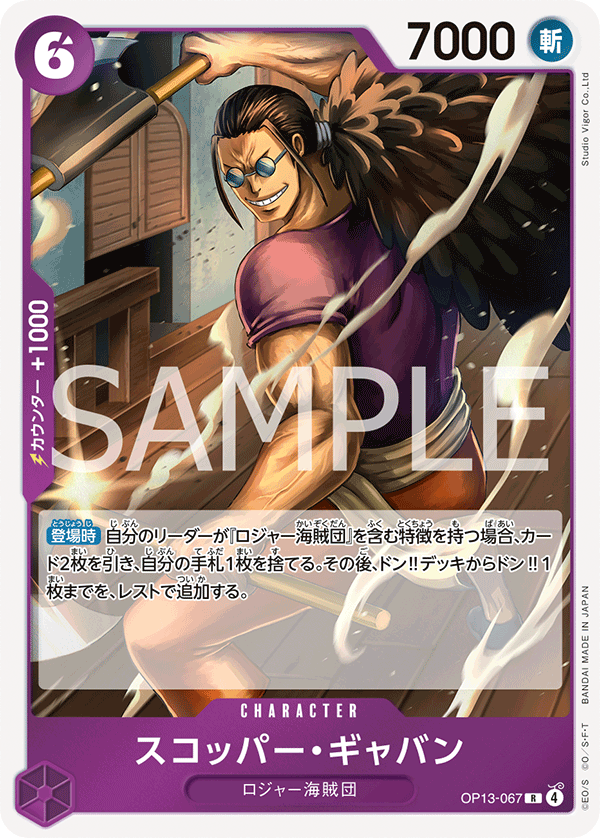 6
7000
斬
Studio Vigor Co.,Ltd
カウンター +1000
SAMPLE
登場時 自分のリーダーが『ロジャー海賊団』を含む特徴を持つ場合、カー
ド2枚を引き、自分の手札1枚を捨てる。その後、ドン!!デッキからドン!!1
枚までを、レストで追加する。
CHARACTER
スコッパー・ギャバン
ロジャー海賊団
OP13-067 R 4
©EO/S ©O/S・F・T BANDAI MADE IN JAPAN